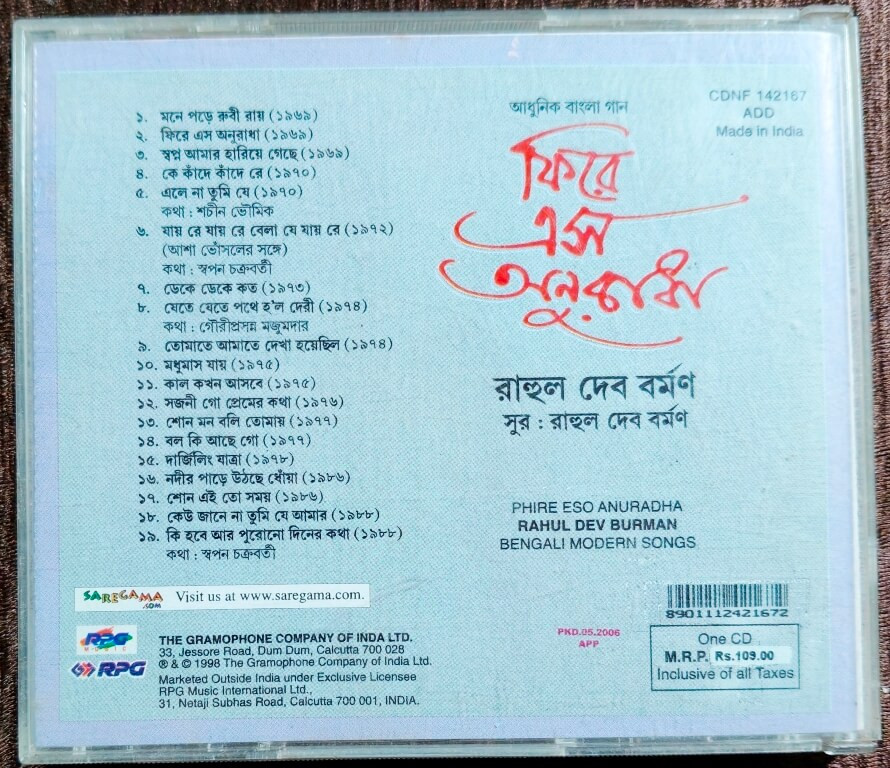 ১. মনে পড়ে রুবী রায় (১৯৬৯)
২. ফিরে এস অনুরাধা (১৯৬৯)
৩. স্বপ্ন আমার হারিয়ে গেছে (১৯৬৯)
৪. কে কাঁদে কাঁদে রে (১৯৭০)
৫. এলে না তুমি যে (১৯৭০)
কথা : শচীন ভৌমিক
৬. যায় রে যায় রে বেলা যে যায় রে (১৯৭২)
(আশা ভোঁসলের সঙ্গে)
কথা : স্বপন চক্রবর্তী
৭. ডেকে ডেকে কত (১৯৭৩)
৮. যেতে যেতে পথে হ'ল দেরী (১৯৭৪)
কথা : গৌরীপ্রসন্ন মজুমদার
৯. তোমাতে আমাতে দেখা হয়েছিল (১৯৭৪)
১০. মধুমাস যায় (১৯৭৫)
১১. কাল কখন আসবে (১৯৭৫)
১২. সজনী গো প্রেমের কথা (১৯৭৬)
১৩. শোন মন বলি তোমায় (১৯৭৭)
১৪. বল কি আছে গো (১৯৭৭)
১৫. দার্জিলিং যাত্রা (১৯৭৮)
১৬. নদীর পাড়ে উঠছে ধোঁয়া (১৯৮৬)
১৭. শোন এই তো সময় (১৯৮৬)
১৮. কেউ জানে না তুমি যে আমার (১৯৮৮)
১৯. কি হবে আর পুরোনো দিনের কথা (১৯৮৮)
কথা : স্বপন চক্রবর্তী
আধুনিক বাংলা গান
CDNF 142167
ADD
Made in India
ফিরে
এস
অনুরাধা
রাহুল দেব বর্মণ
সুর : রাহুল দেব বর্মণ
PHIRE ESO ANURADHA
RAHUL DEV BURMAN
BENGALI MODERN SONGS
SAREGAMA
.COM
Visit us at www.saregama.com.
RPG
MUSIC
RPG
THE GRAMOPHONE COMPANY OF INDA LTD.
33, Jessore Road, Dum Dum, Calcutta 700 028
® & © 1998 The Gramophone Company of India Ltd.
Marketed Outside India under Exclusive Licensee
RPG Music International Ltd.,
31, Netaji Subhas Road, Calcutta 700 001, INDIA.
PKD.05.2006
APP
8901112421672
One CD
M.R.P. Rs.109.00
Inclusive of all Taxes